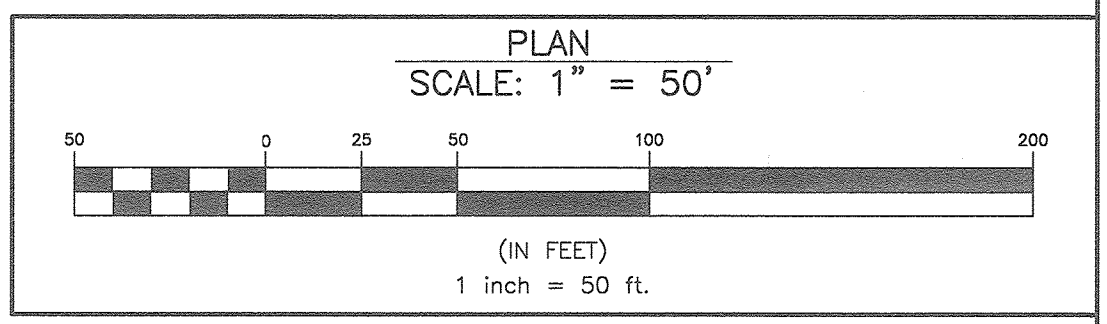 PLAN
SCALE: 1" = 50'
50 0 25 50 100 200
(IN FEET)
1 inch = 50 ft.